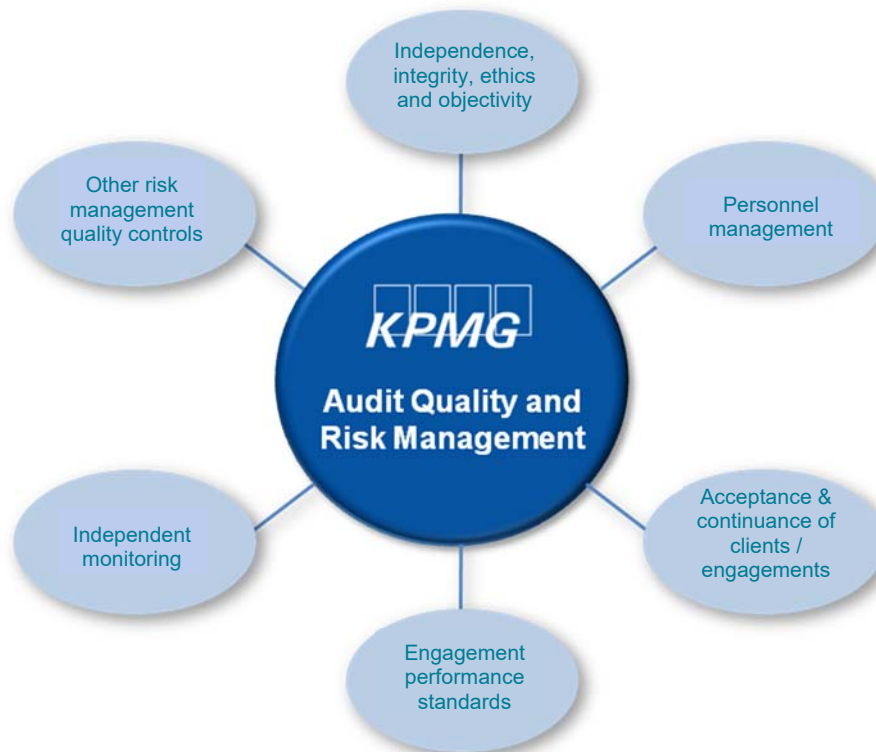 Independence,
integrity, ethics
and objectivity
Other risk
management
quality controls
Personnel
management
KPMG
Audit Quality and
Risk Management
Independent
monitoring
Acceptance &
continuance of
clients /
engagements
Engagement
performance
standards